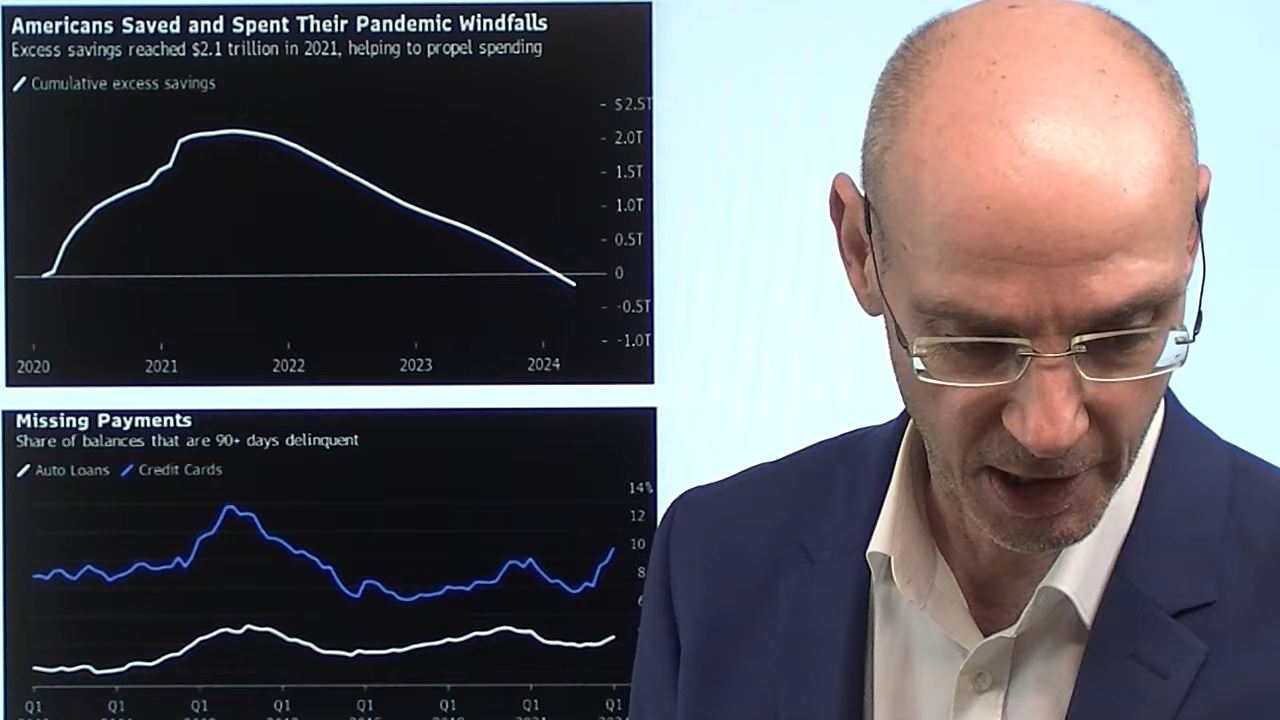 Americans Saved and Spent Their Pandemic Windfalls
Excess savings reached $2.1 trillion in 2021, helping to propel spending
Cumulative excess savings
- $2.5T
- 2.0T
- 1.5T
- 1.0T
- 0.5T
0
- -0.5T
- -1.0T
2020 2021 2022 2023 2024
Missing Payments
Share of balances that are 90+ days delinquent
Auto Loans Credit Cards
14%
12
10
8
Q1 Q1 Q1 Q1 Q1 Q1 Q1 Q1